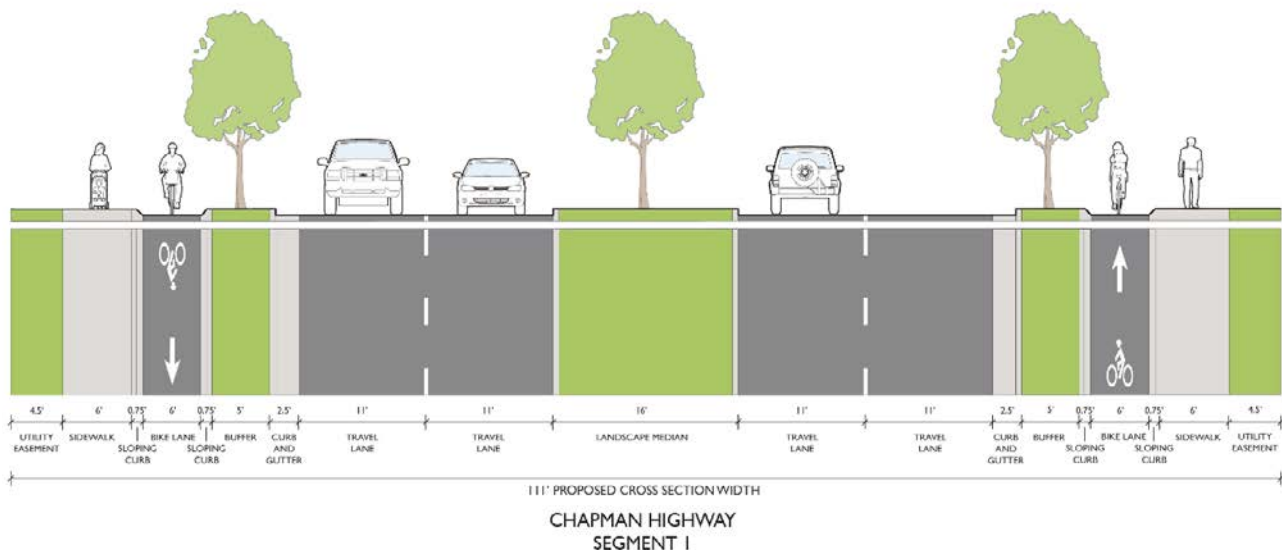 4.5' 6' 0.75' 6' 0.75' 5' 2.5' 11' 11' 16' 11' 11' 2.5' 5' 0.75' 6' 0.75' 6' 4.5'
UTILITY EASEMENT
SIDEWALK
SLOPING CURB
BIKE LANE
SLOPING CURB
BUFFER
CURB AND GUTTER
TRAVEL LANE
TRAVEL LANE
LANDSCAPE MEDIAN
TRAVEL LANE
TRAVEL LANE
CURB AND GUTTER
BUFFER
SLOPING CURB
BIKE LANE
SLOPING CURB
SIDEWALK
UTILITY EASEMENT
111' PROPOSED CROSS SECTION WIDTH
CHAPMAN HIGHWAY
SEGMENT 1